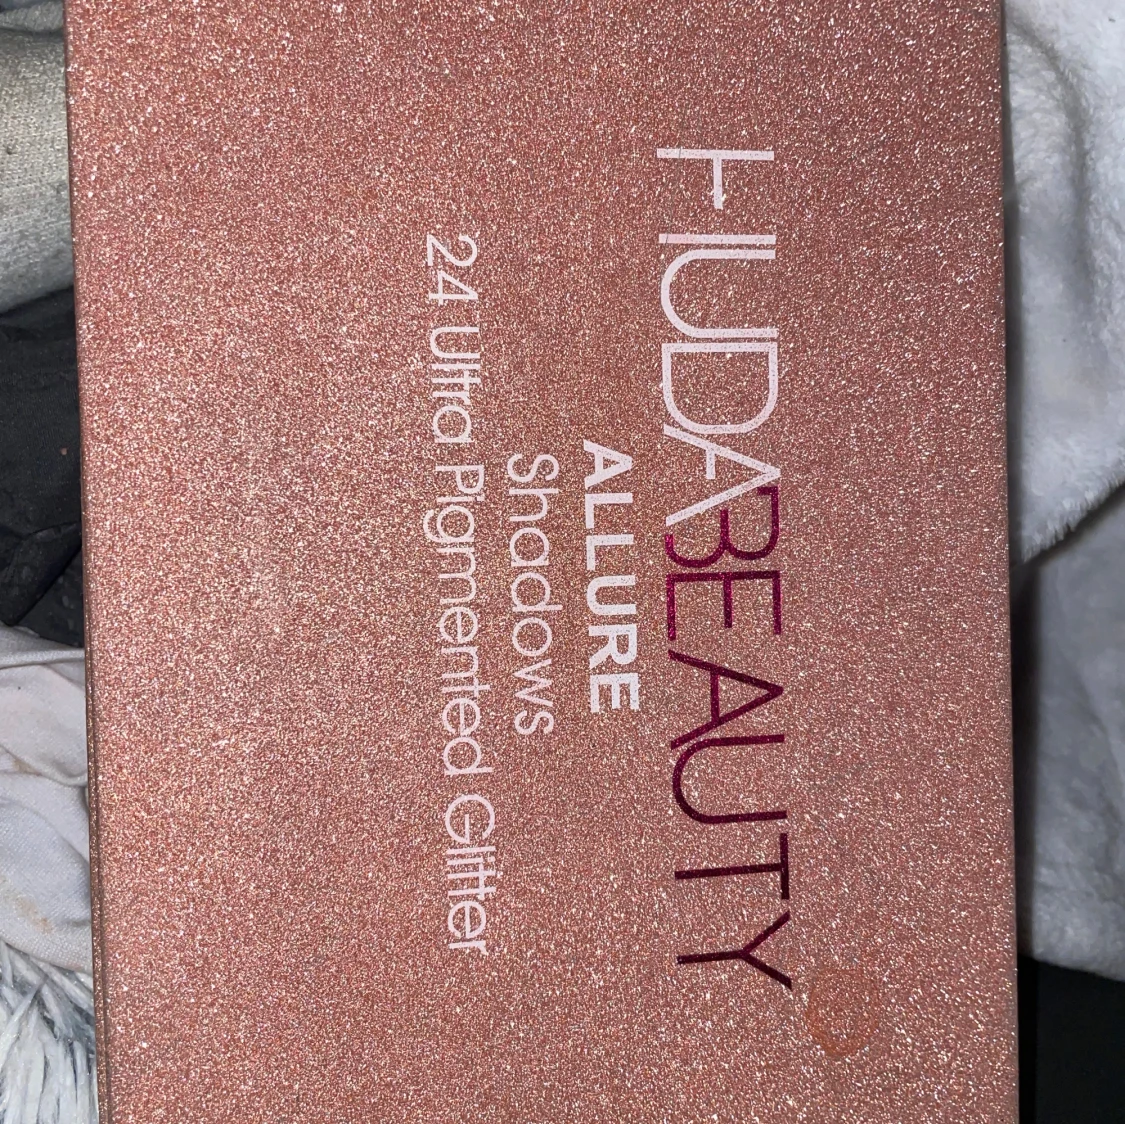 HUDABEAUTY
ALLURE
Shadows
24 Ultra Pigmented Glitter